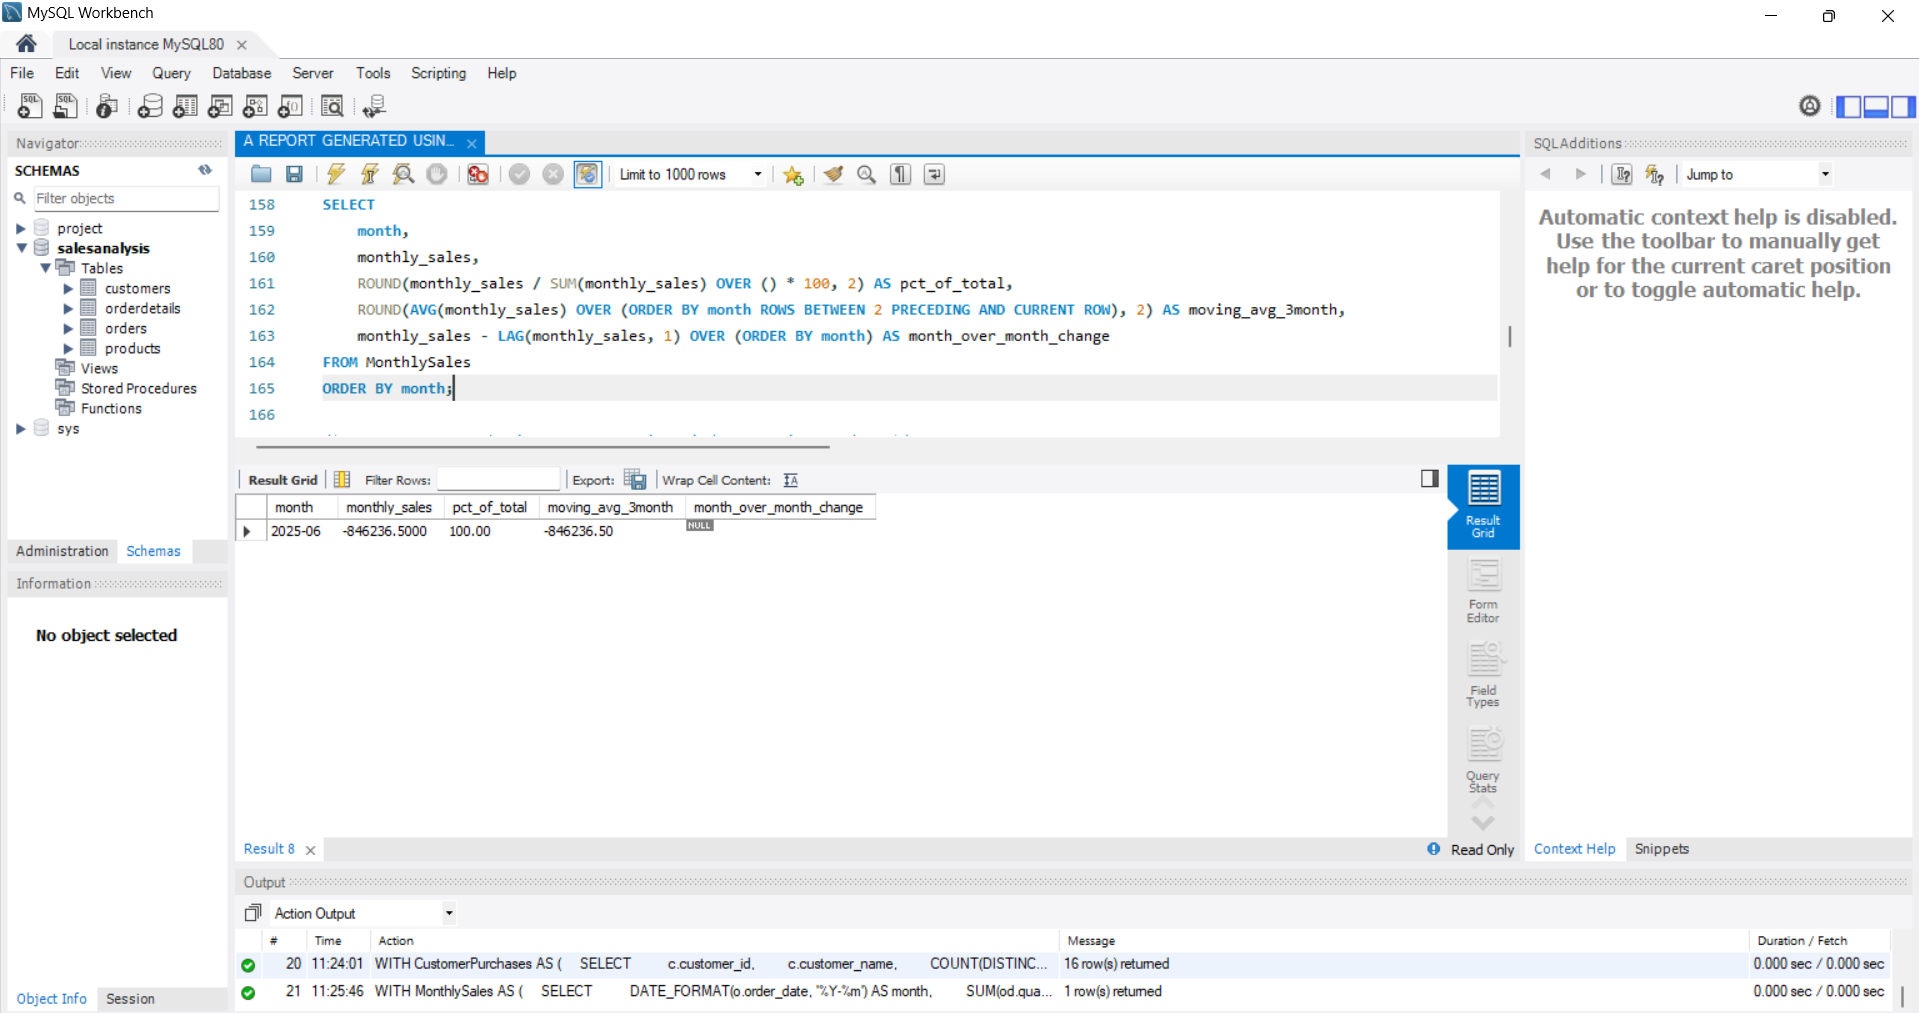 MySQL Workbench
Local instance MySQL80
File Edit View Query Database Server Tools Scripting Help
Navigator
SCHEMAS
Filter objects
project
salesanalysis
Tables
customers
orderdetails
orders
products
Views
Stored Procedures
Functions
sys
Administration Schemas
Information
No object selected
Object Info Session
A REPORT GENERATED USIN...
Limit to 1000 rows
158 SELECT
159 month,
160 monthly_sales,
161 ROUND(monthly_sales / SUM(monthly_sales) OVER () * 100, 2) AS pct_of_total,
162 ROUND(AVG(monthly_sales) OVER (ORDER BY month ROWS BETWEEN 2 PRECEDING AND CURRENT ROW), 2) AS moving_avg_3month,
163 monthly_sales - LAG(monthly_sales, 1) OVER (ORDER BY month) AS month_over_month_change
164 FROM MonthlySales
165 ORDER BY month;
166
Result Grid Filter Rows: Export: Wrap Cell Content:
month monthly_sales pct_of_total moving_avg_3month month_over_month_change
2025-06 -846236.5000 100.00 -846236.50 NULL
Result Grid
Form Editor
Field Types
Query Stats
Result 8
Read Only
SQLAdditions
Jump to
Automatic context help is disabled.
Use the toolbar to manually get
help for the current caret position
or to toggle automatic help.
Context Help Snippets
Output
Action Output
# Time Action Message Duration / Fetch
20 11:24:01 WITH CustomerPurchases AS ( SELECT c.customer_id, c.customer_name, COUNT(DISTINC... 16 row(s) returned 0.000 sec / 0.000 sec
21 11:25:46 WITH MonthlySales AS ( SELECT DATE_FORMAT(o.order_date, '%Y-%m') AS month, SUM(od.qua... 1 row(s) returned 0.000 sec / 0.000 sec